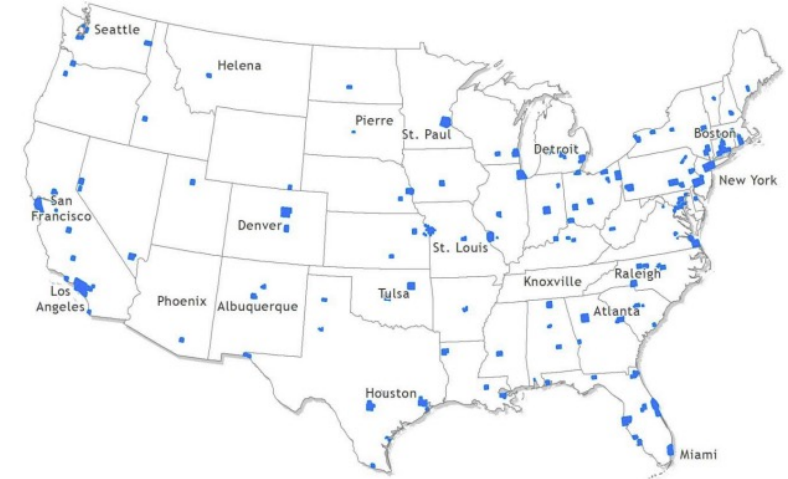 Seattle
Helena
Pierre
St. Paul
Detroit
Boston
New York
San
Francisco
Denver
St. Louis
Los
Angeles
Phoenix
Albuquerque
Tulsa
Knoxville
Raleigh
Atlanta
Houston
Miami